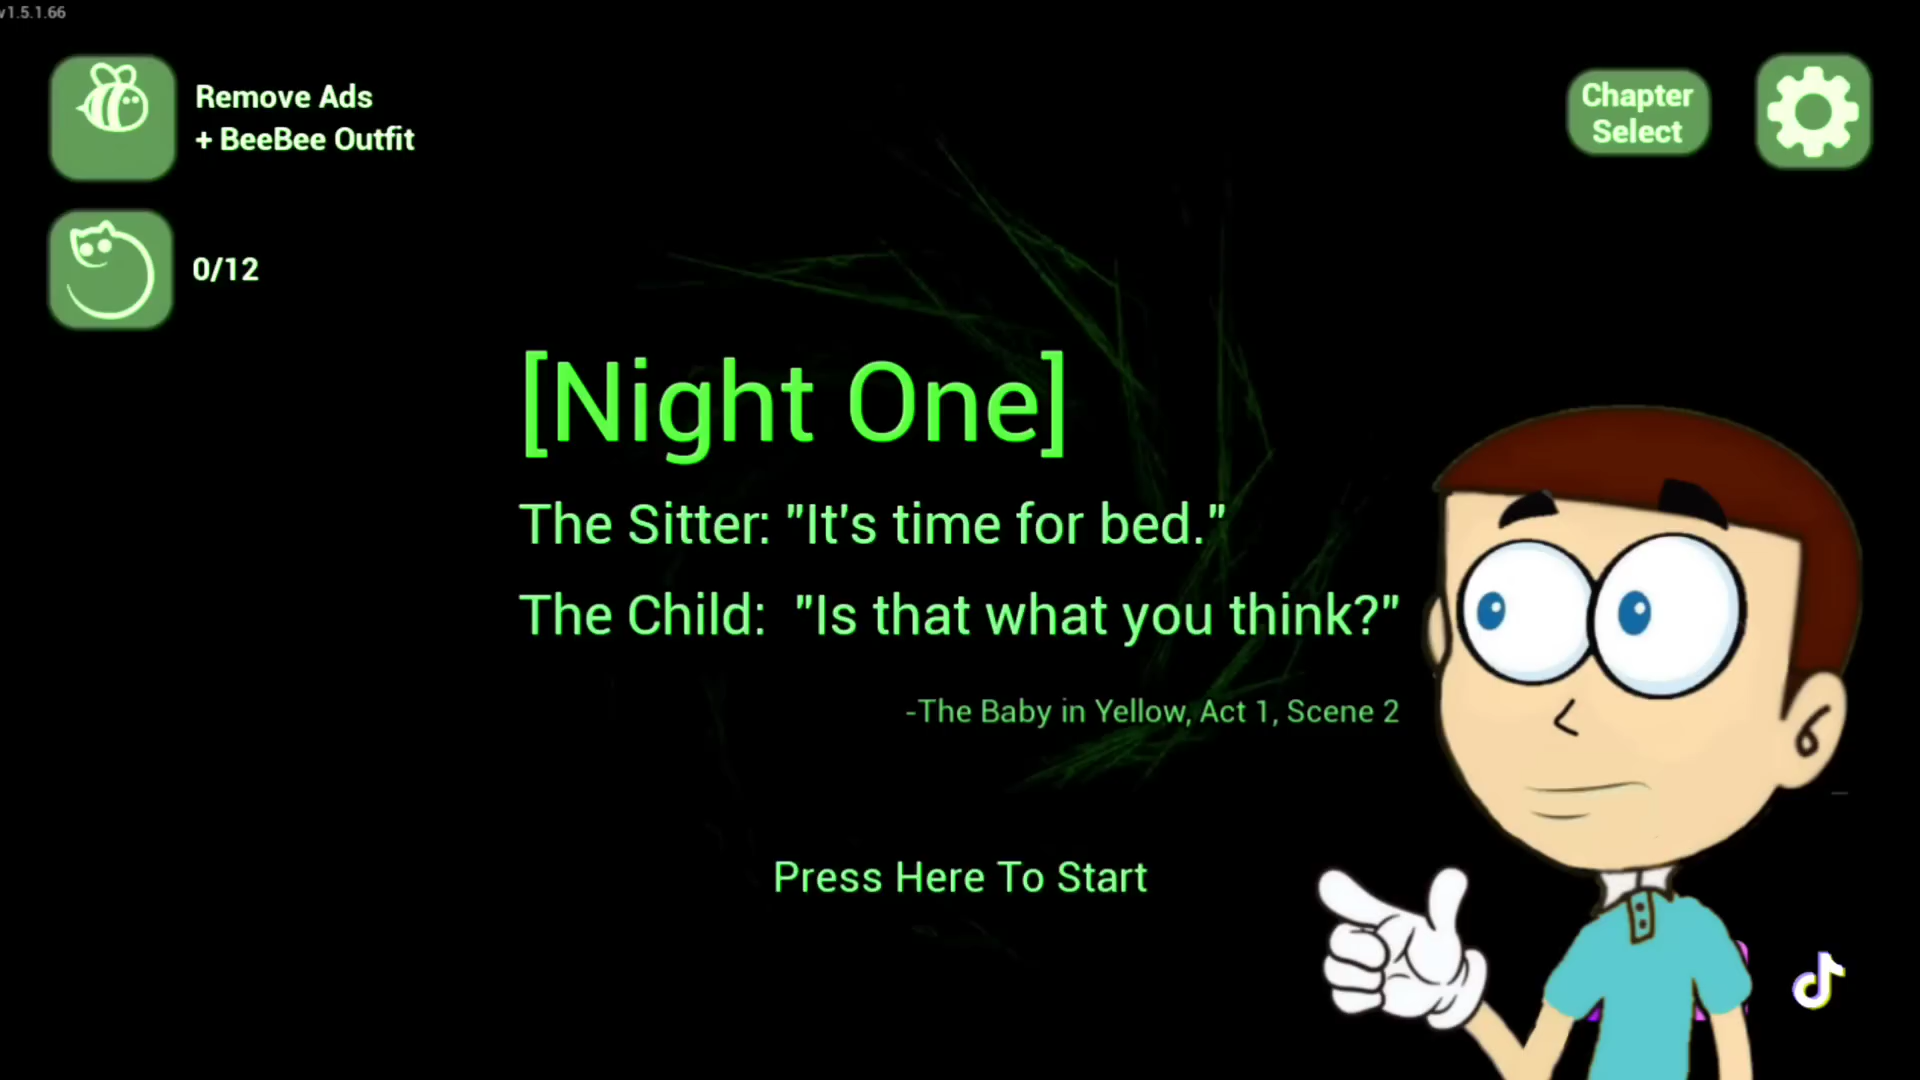 v1.5.1.66
Remove Ads
+ BeeBee Outfit
Chapter
Select
0/12
[Night One]
The Sitter: "It's time for bed."
The Child:  "Is that what you think?"
-The Baby in Yellow, Act 1, Scene 2
Press Here To Start